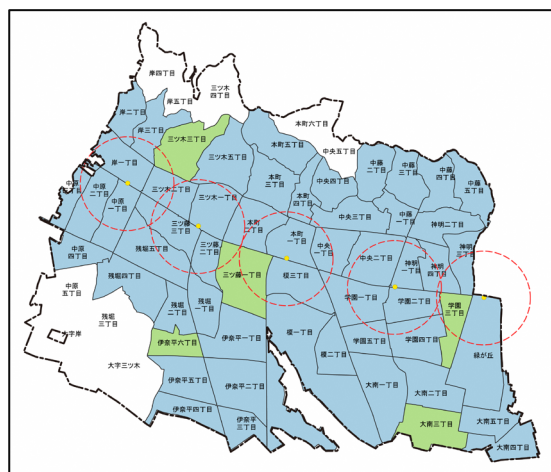 岸四丁目
三ツ木
四丁目
岸五丁目
岸二丁目
岸三丁目
三ツ木三丁目
本町六丁目
中央五丁目
本町五丁目
三ツ木五丁目
岸一丁目
中藤
二丁目
中藤
三丁目
中藤
四丁目
中藤
五丁目
本町
三丁目
中央四丁目
本町
四丁目
中原
二丁目
中原
一丁目
三ツ木二丁目
三ツ木一丁目
中央三丁目
中藤
一丁目
神明二丁目
三ツ藤
三丁目
本町
二丁目
本町
一丁目
中央
一丁目
中央二丁目
神明
一丁目
神明
三丁目
神明
四丁目
中原
四丁目
残堀五丁目
三ツ藤
二丁目
三ツ藤一丁目
榎三丁目
残堀四丁目
中原
五丁目
残堀
三丁目
残堀
二丁目
残堀
一丁目
学園一丁目
学園二丁目
学園
三丁目
大字岸
榎一丁目
榎二丁目
学園五丁目
学園四丁目
緑が丘
伊奈平六丁目
伊奈平一丁目
大字三ツ木
伊奈平五丁目
伊奈平二丁目
大南一丁目
大南二丁目
伊奈平四丁目
伊奈平
三丁目
大南三丁目
大南五丁目
大南四丁目